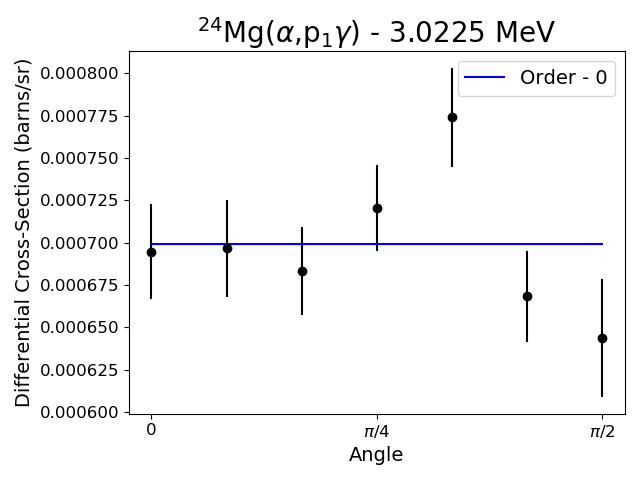 ²⁴Mg(α,p₁γ) - 3.0225 MeV
Order - 0
Differential Cross-Section (barns/sr)
0.000800
0.000775
0.000750
0.000725
0.000700
0.000675
0.000650
0.000625
0.000600
0
π/4
π/2
Angle